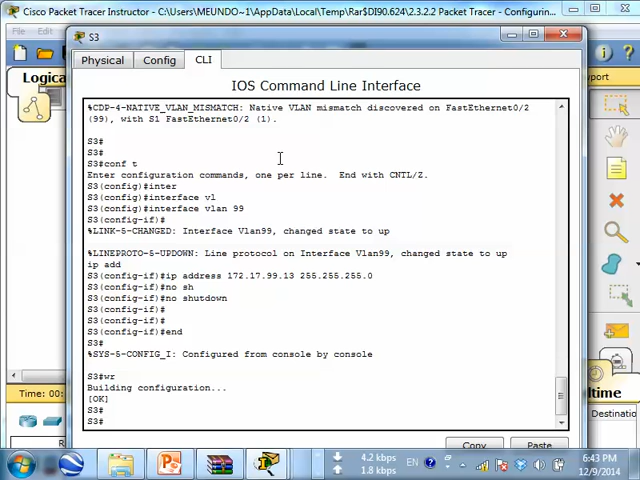 Cisco Packet Tracer Instructor - C:\Users\MEUNDO~1\AppData\Local\Temp\Rar$DI90.624\2.3.2.2 Packet Tracer - Configurin...
File
S3
Logica
port
Physical
Config
CLI
IOS Command Line Interface
%CDP-4-NATIVE_VLAN_MISMATCH: Native VLAN mismatch discovered on FastEthernet0/2
(99), with S1 FastEthernet0/2 (1).
S3#
S3#
S3#conf t
Enter configuration commands, one per line.  End with CNTL/Z.
S3(config)#inter
S3(config)#interface vl
S3(config)#interface vlan 99
S3(config-if)#
%LINK-5-CHANGED: Interface Vlan99, changed state to up
%LINEPROTO-5-UPDOWN: Line protocol on Interface Vlan99, changed state to up
ip add
S3(config-if)#ip address 172.17.99.13 255.255.255.0
S3(config-if)#no sh
S3(config-if)#no shutdown
S3(config-if)#
S3(config-if)#
S3(config-if)#end
S3#
%SYS-5-CONFIG_I: Configured from console by console
S3#wr
Building configuration...
[OK]
S3#
S3#
Time: 00:
ltime
Destinatio
Copy
Paste
4.2 kbps
1.8 kbps
EN
6:43 PM
12/9/2014